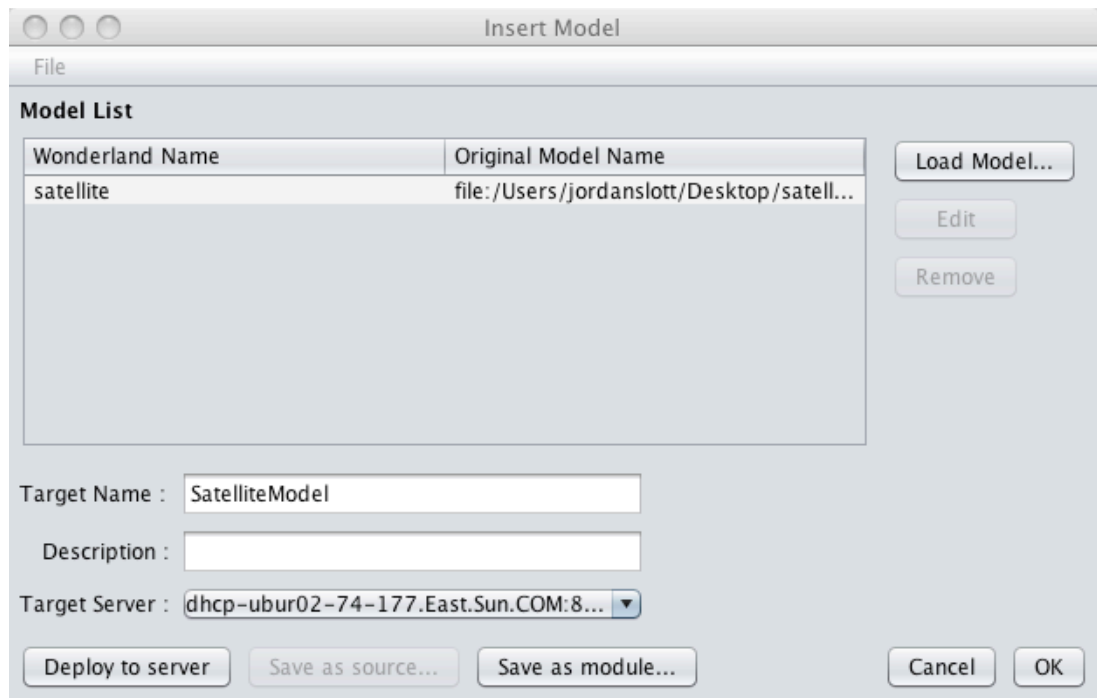 Insert Model
File
Model List
Wonderland Name Original Model Name
satellite file:/Users/jordanslott/Desktop/satell...
Load Model...
Edit
Remove
Target Name : SatelliteModel
Description :
Target Server : dhcp-ubur02-74-177.East.Sun.COM:8...
Deploy to server Save as source... Save as module... Cancel OK